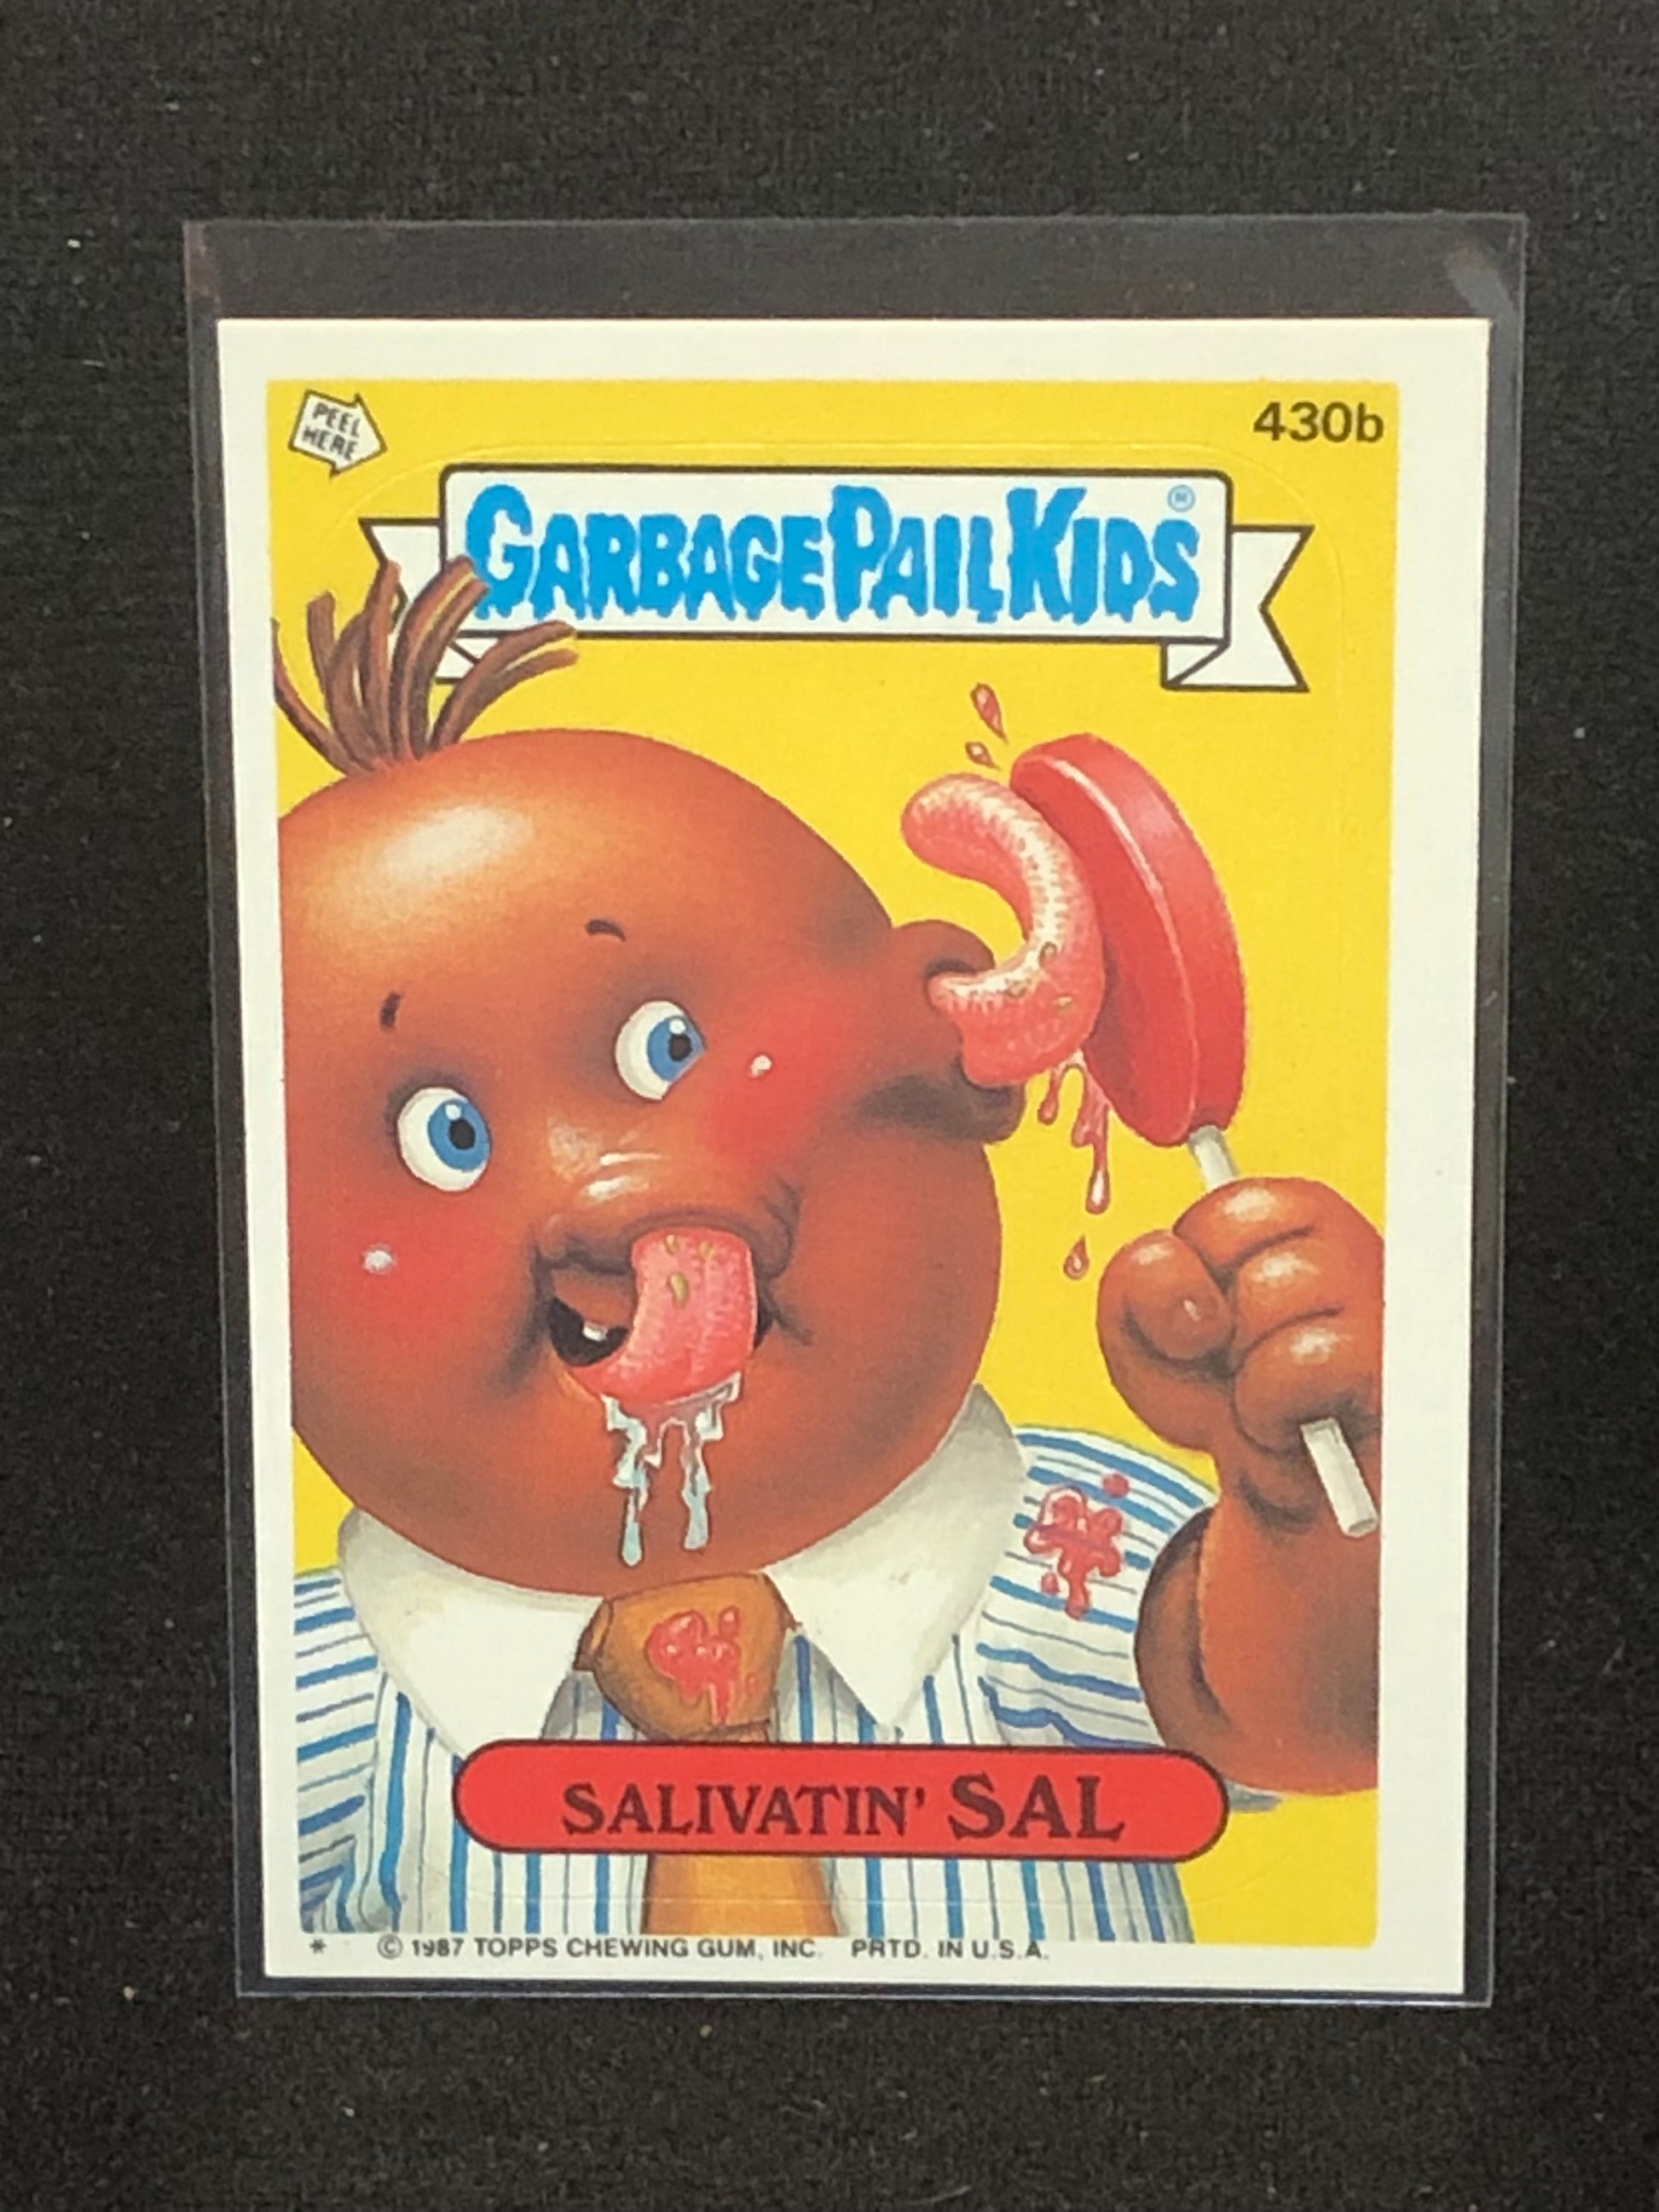 PEEL
HERE
430b
GARBAGE PAIL KIDS®
SALIVATIN' SAL
* © 1987 TOPPS CHEWING GUM, INC. PRTD. IN U.S.A.